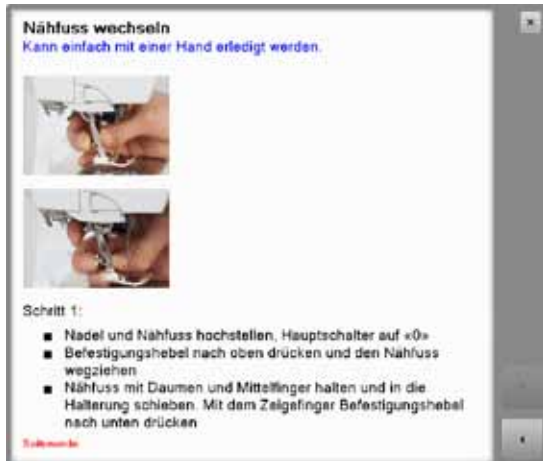 Nähfuss wechseln
Kann einfach mit einer Hand erledigt werden.
Schritt 1:
Nadel und Nähfuss hochstellen, Hauptschalter auf «0»
Befestigungshebel nach oben drücken und den Nähfuss
wegziehen
Nähfuss mit Daumen und Mittelfinger halten und in die
Halterung schieben. Mit dem Zeigefinger Befestigungshebel
nach unten drücken